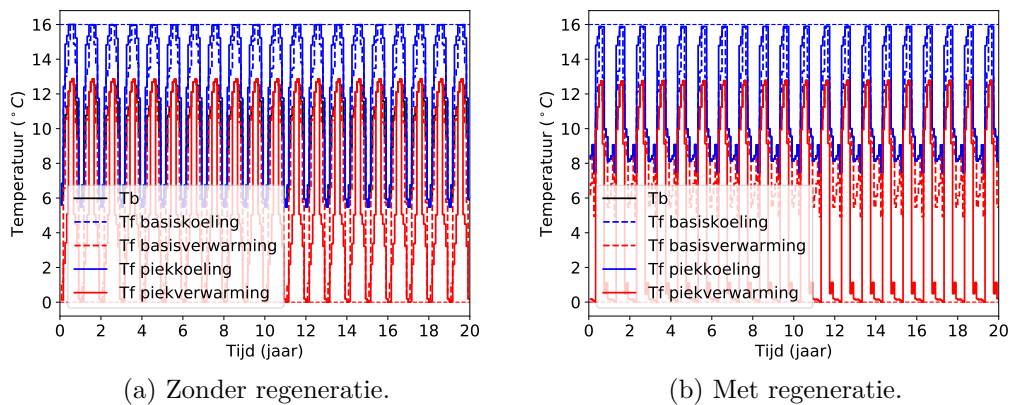 16
14
12
10
8
6
4
2
0
Temperatuur (°C)
Tb
Tf basiskoeling
Tf basisverwarming
Tf piekkoeling
Tf piekverwarming
0 2 4 6 8 10 12 14 16 18 20
Tijd (jaar)
(a) Zonder regeneratie.
16
14
12
10
8
6
4
2
0
Temperatuur (°C)
Tb
Tf basiskoeling
Tf basisverwarming
Tf piekkoeling
Tf piekverwarming
0 2 4 6 8 10 12 14 16 18 20
Tijd (jaar)
(b) Met regeneratie.